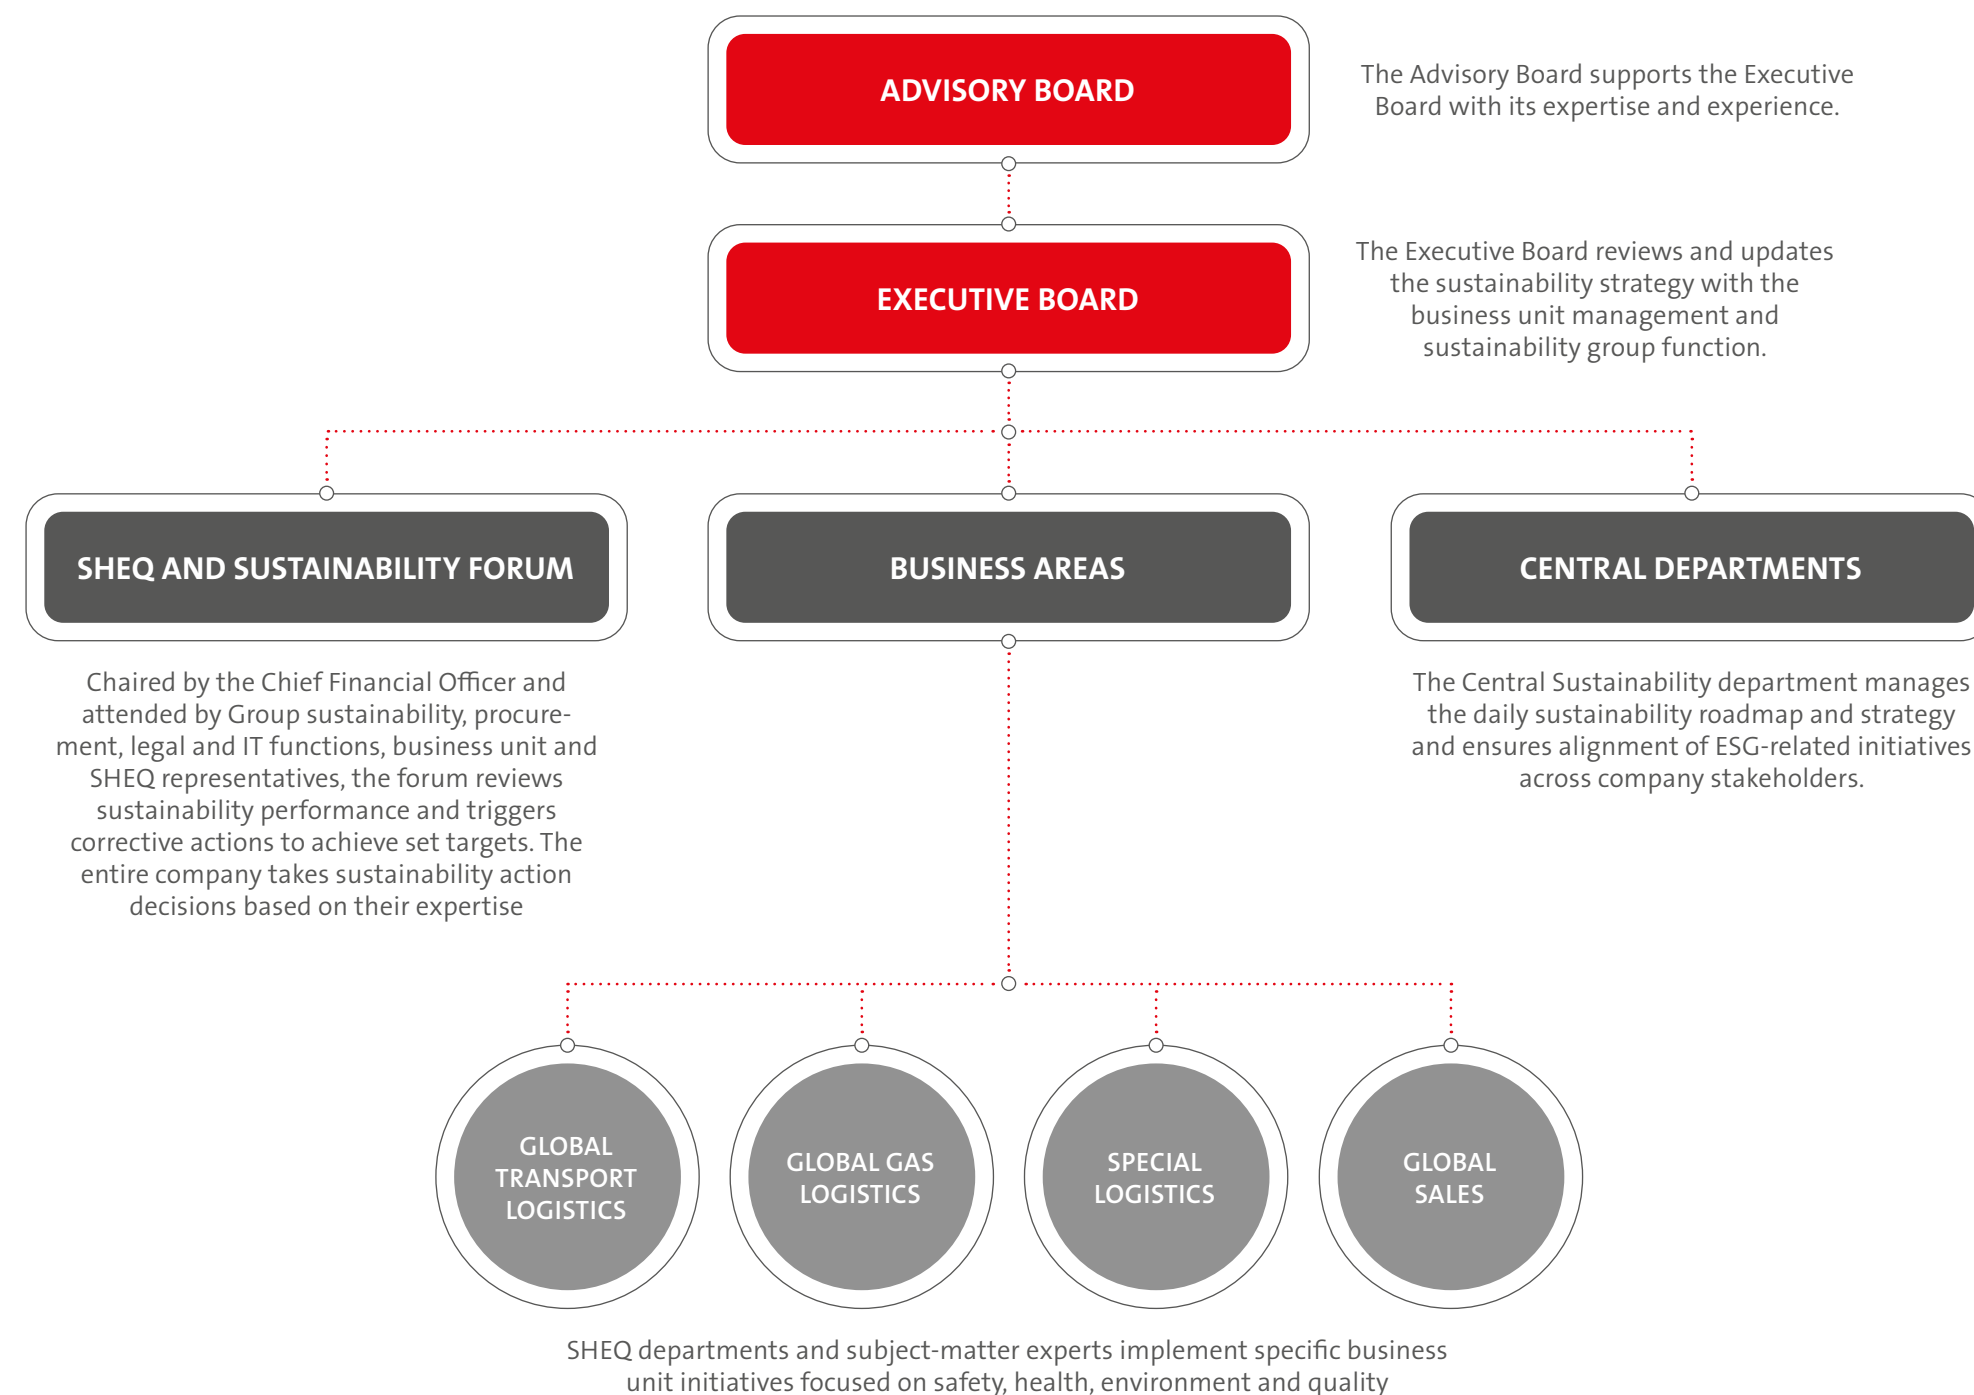 ADVISORY BOARD
The Advisory Board supports the Executive
Board with its expertise and experience.
EXECUTIVE BOARD
The Executive Board reviews and updates
the sustainability strategy with the
business unit management and
sustainability group function.
SHEQ AND SUSTAINABILITY FORUM
BUSINESS AREAS
CENTRAL DEPARTMENTS
Chaired by the Chief Financial Officer and
attended by Group sustainability, procure-
ment, legal and IT functions, business unit and
SHEQ representatives, the forum reviews
sustainability performance and triggers
corrective actions to achieve set targets. The
entire company takes sustainability action
decisions based on their expertise
The Central Sustainability department manages
the daily sustainability roadmap and strategy
and ensures alignment of ESG-related initiatives
across company stakeholders.
GLOBAL
TRANSPORT
LOGISTICS
GLOBAL GAS
LOGISTICS
SPECIAL
LOGISTICS
GLOBAL
SALES
SHEQ departments and subject-matter experts implement specific business
unit initiatives focused on safety, health, environment and quality